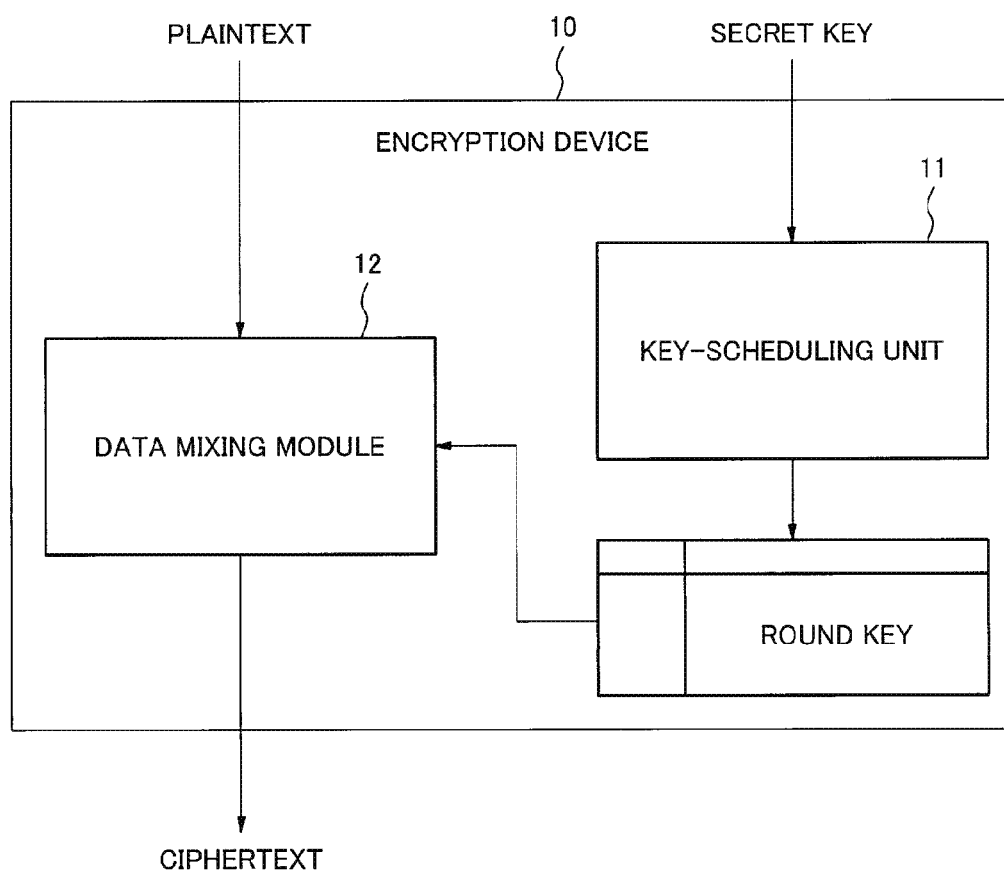 PLAINTEXT
10
SECRET KEY
ENCRYPTION DEVICE
11
12
KEY-SCHEDULING UNIT
DATA MIXING MODULE
ROUND KEY
CIPHERTEXT